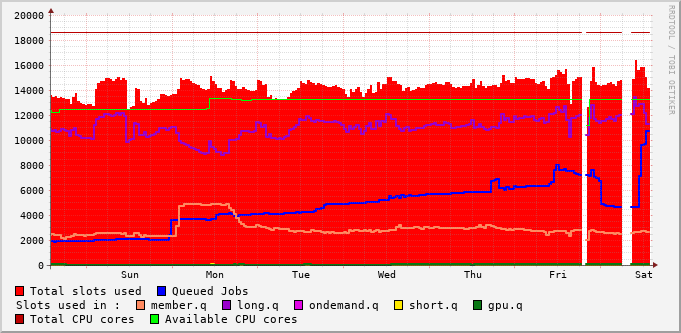 RRDTOOL / TOBI OETIKER
20000
18000
16000
14000
12000
10000
8000
6000
4000
2000
0
Sun Mon Tue Wed Thu Fri Sat
Total slots used Queued Jobs
Slots used in : member.q long.q ondemand.q short.q gpu.q
Total CPU cores Available CPU cores